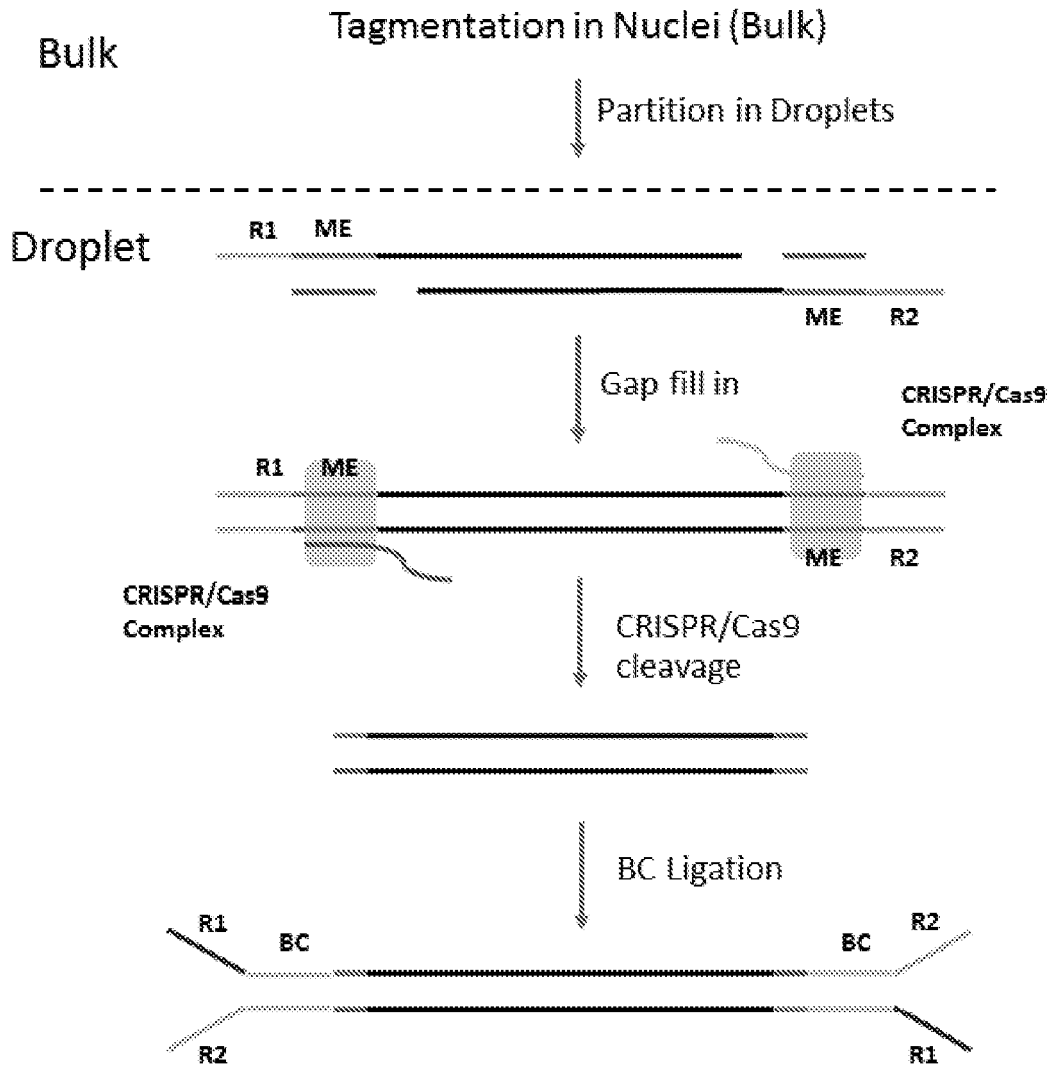 Tagmentation in Nuclei (Bulk)
Bulk
Partition in Droplets
Droplet
R1 ME
ME R2
Gap fill in
CRISPR/Cas9
Complex
R1 ME
ME R2
CRISPR/Cas9
Complex
CRISPR/Cas9
cleavage
BC Ligation
R1 BC BC R2
R2 R1